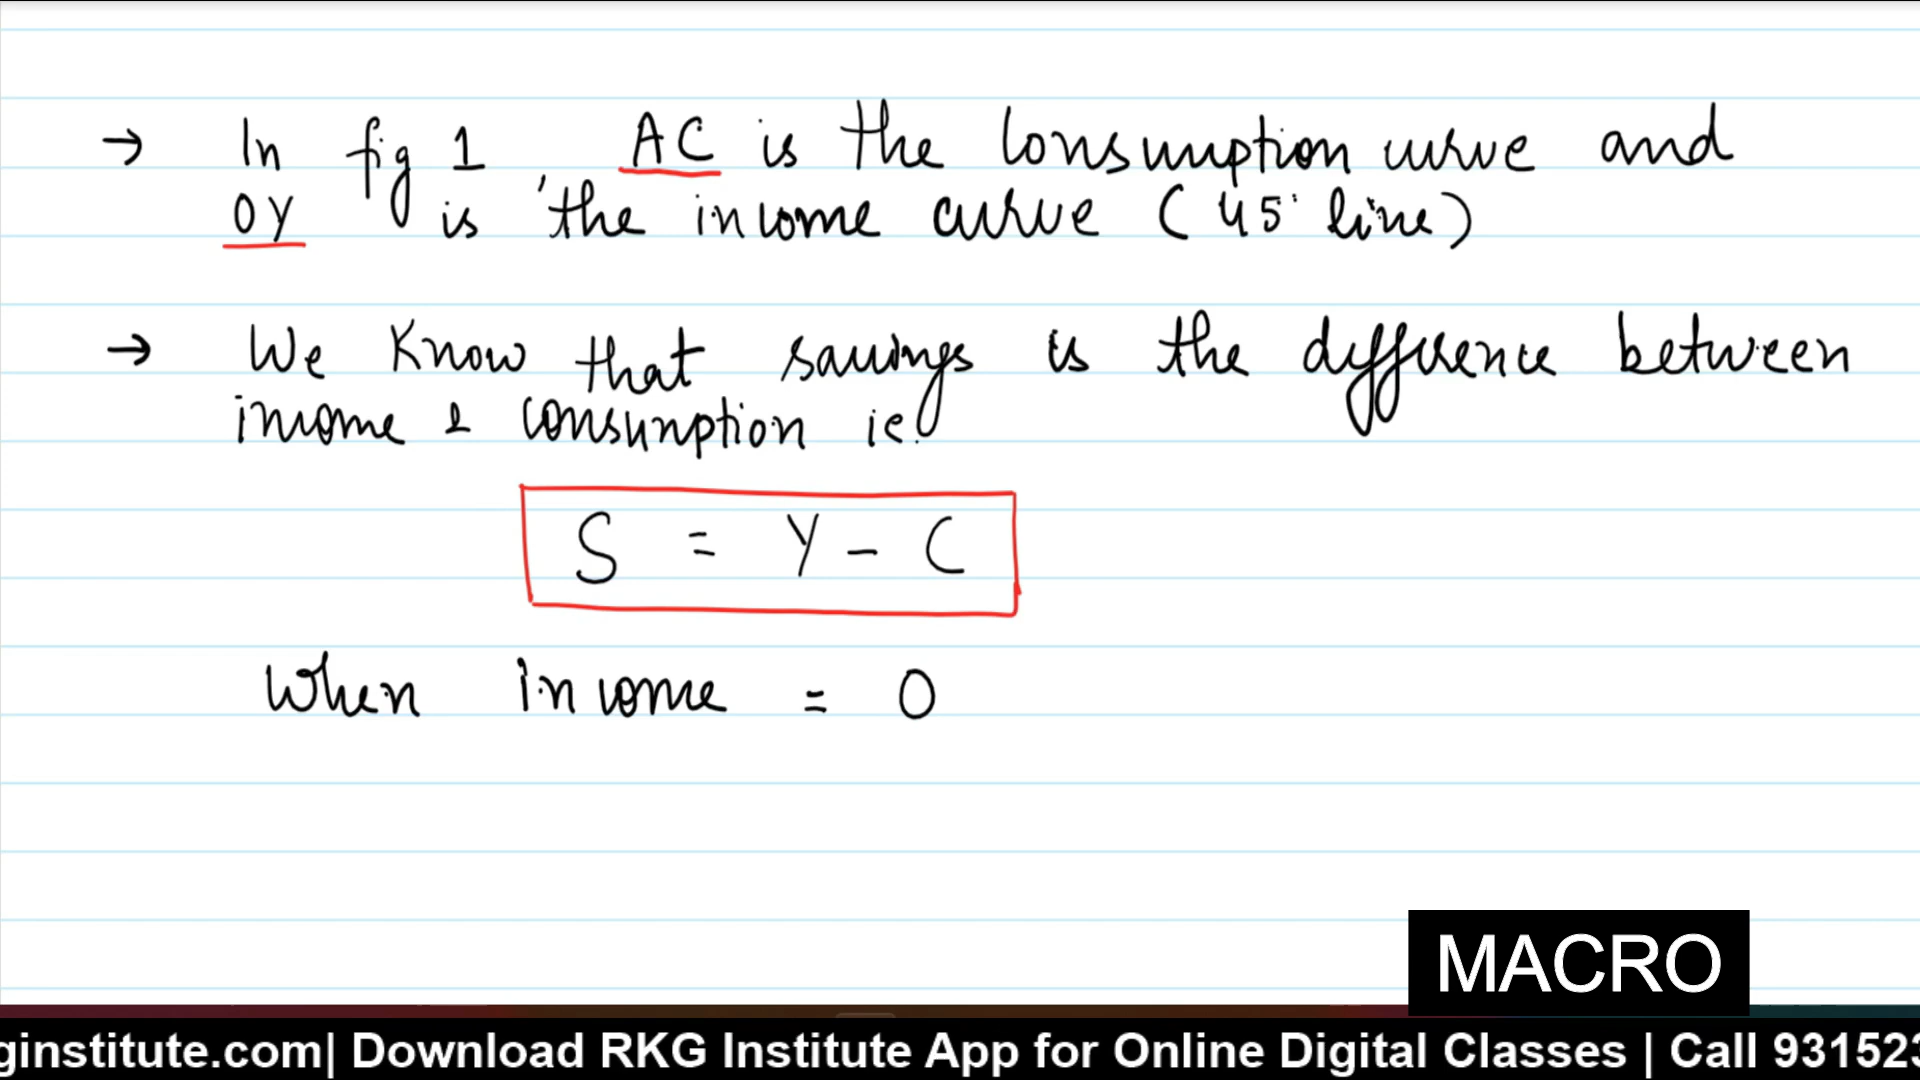 → In fig 1, AC is the consumption curve and
OY is the income curve (45° line)
→ We know that savings is the difference between
income & consumption ie.
S = Y - C
When income = 0
MACRO
ginstitute.com| Download RKG Institute App for Online Digital Classes | Call 931523